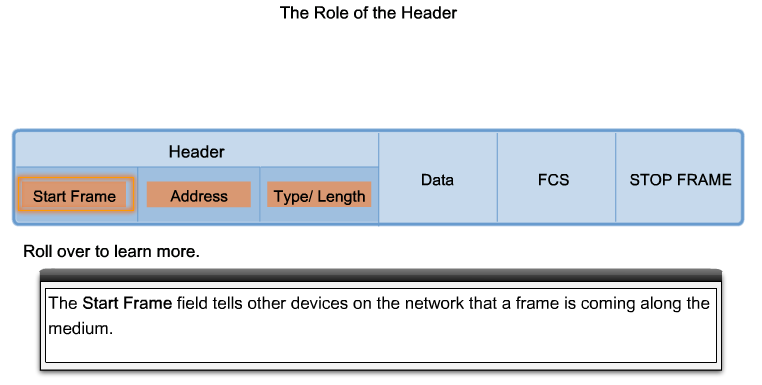 The Role of the Header
Header
Start Frame
Address
Type/ Length
Data
FCS
STOP FRAME
Roll over to learn more.
The Start Frame field tells other devices on the network that a frame is coming along the
medium.